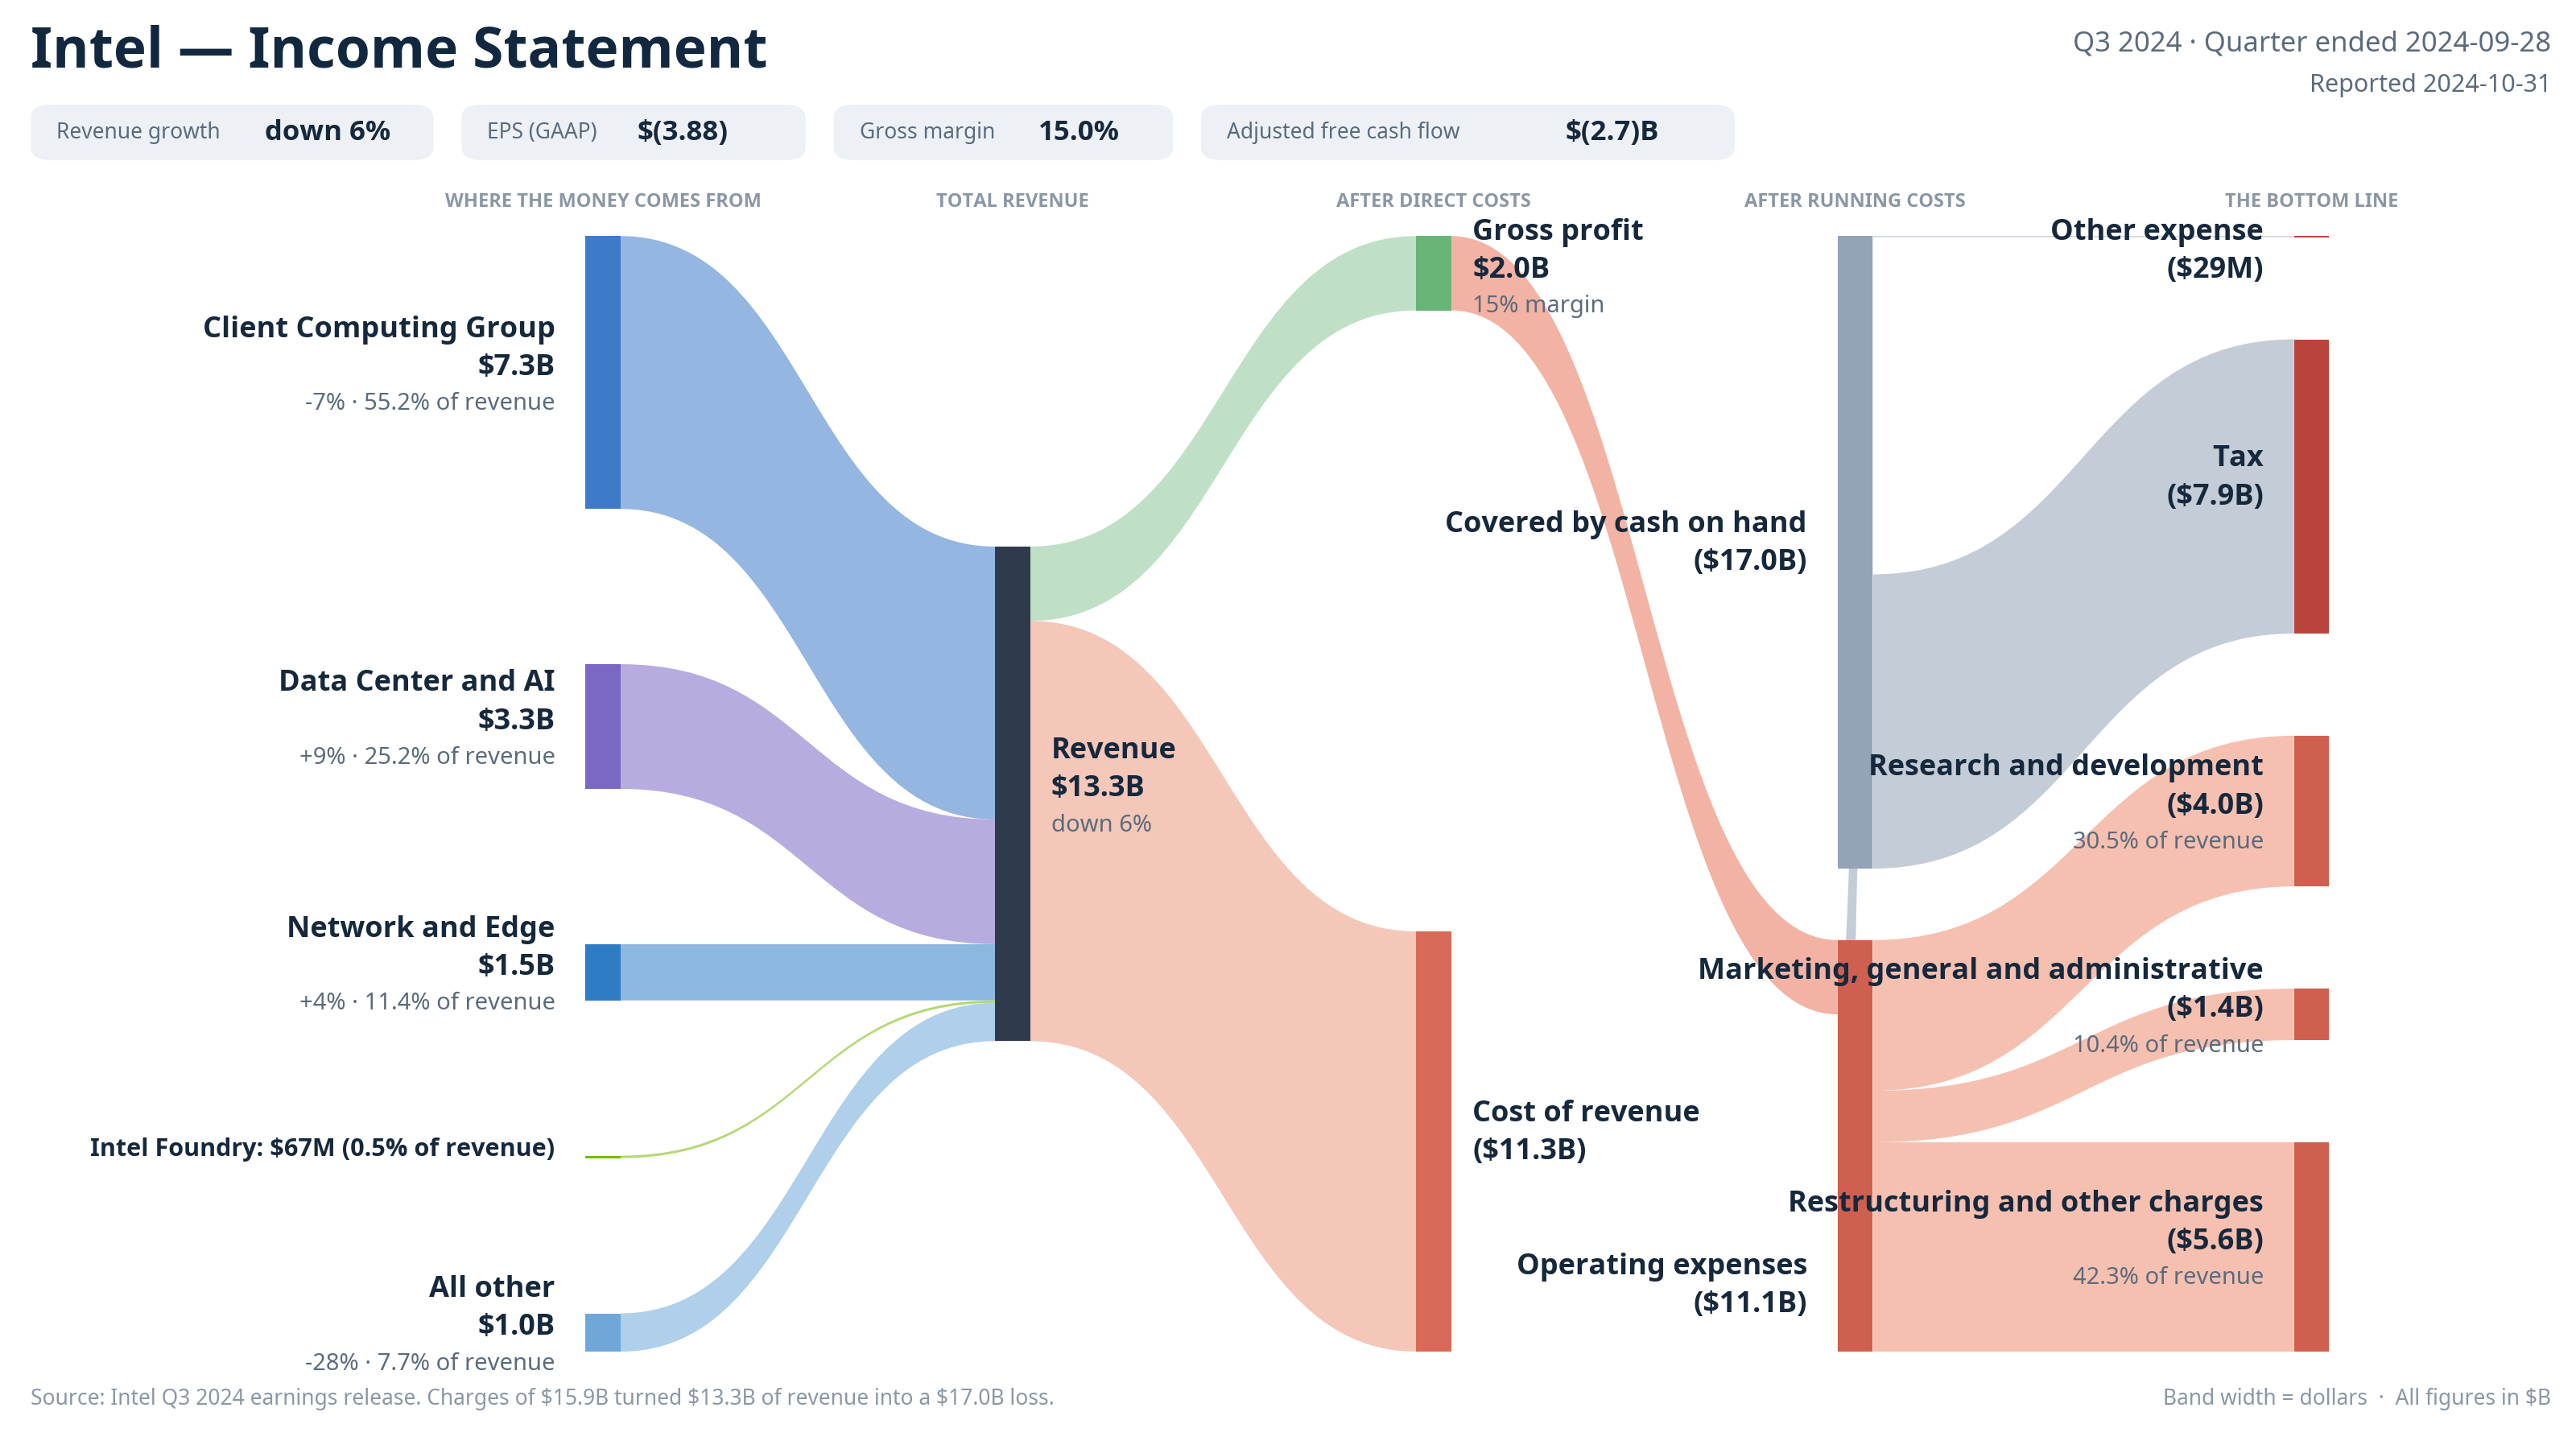 Intel — Income Statement
Q3 2024 · Quarter ended 2024-09-28
Reported 2024-10-31
Revenue growth down 6%
EPS (GAAP) $(3.88)
Gross margin 15.0%
Adjusted free cash flow $(2.7)B
WHERE THE MONEY COMES FROM
TOTAL REVENUE
AFTER DIRECT COSTS
AFTER RUNNING COSTS
THE BOTTOM LINE
Client Computing Group
$7.3B
-7% · 55.2% of revenue
Data Center and AI
$3.3B
+9% · 25.2% of revenue
Network and Edge
$1.5B
+4% · 11.4% of revenue
Intel Foundry: $67M (0.5% of revenue)
All other
$1.0B
-28% · 7.7% of revenue
Revenue
$13.3B
down 6%
Gross profit
$2.0B
15% margin
Cost of revenue
($11.3B)
Covered by cash on hand
($17.0B)
Operating expenses
($11.1B)
Other expense
($29M)
Tax
($7.9B)
Research and development
($4.0B)
30.5% of revenue
Marketing, general and administrative
($1.4B)
10.4% of revenue
Restructuring and other charges
($5.6B)
42.3% of revenue
Source: Intel Q3 2024 earnings release. Charges of $15.9B turned $13.3B of revenue into a $17.0B loss.
Band width = dollars · All figures in $B